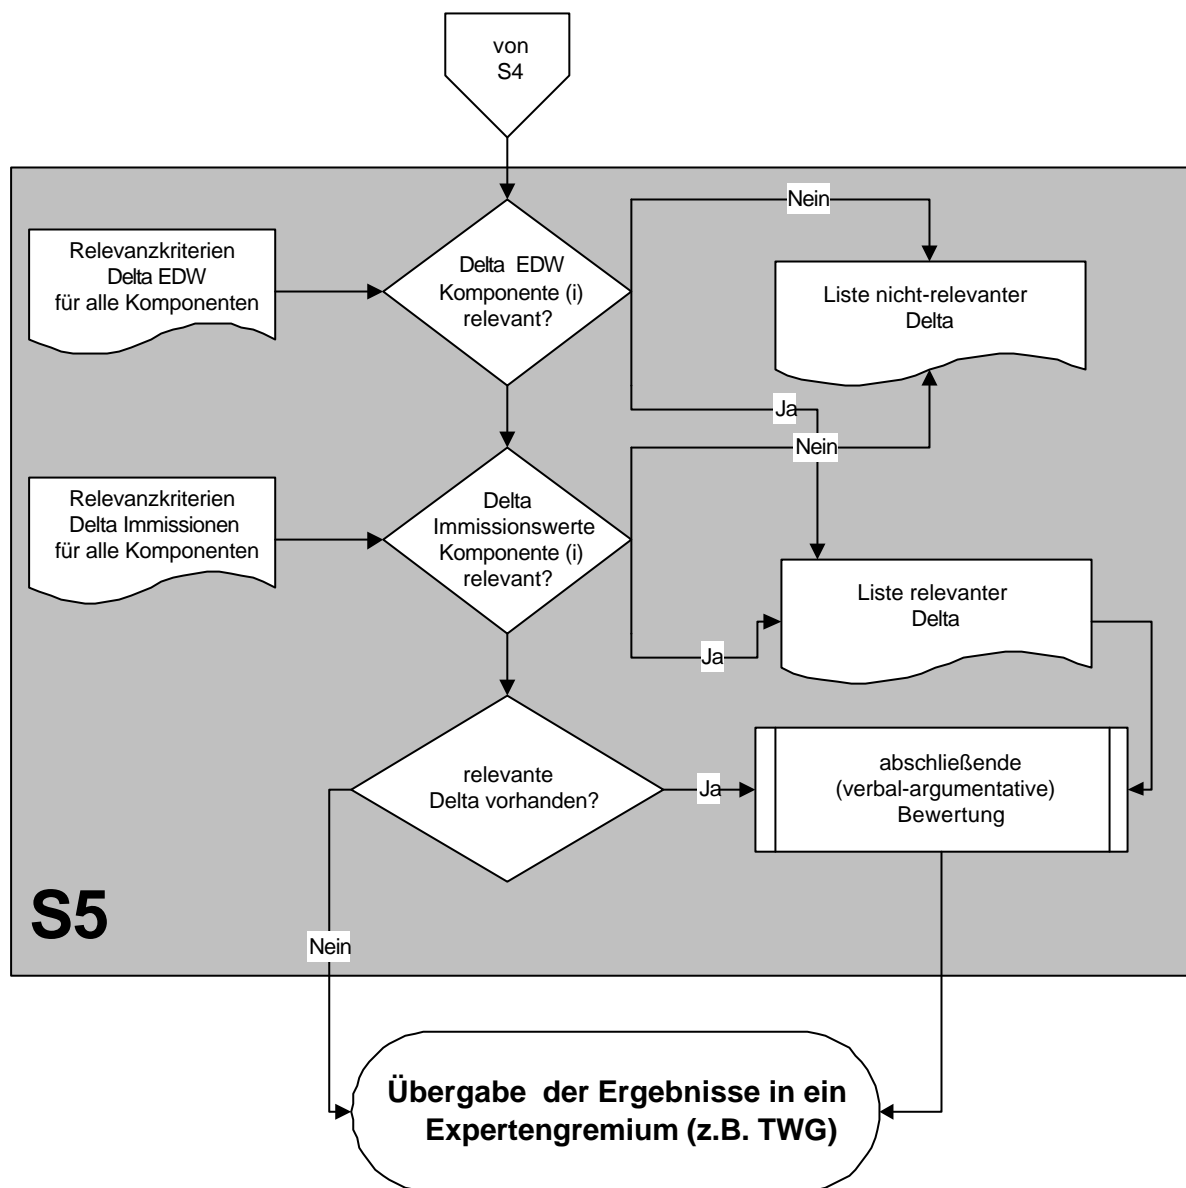 von
S4
Nein
Relevanzkriterien
Delta EDW
für alle Komponenten
Delta EDW
Komponente (i)
relevant?
Liste nicht-relevanter
Delta
Ja
Nein
Relevanzkriterien
Delta Immissionen
für alle Komponenten
Delta
Immissionswerte
Komponente (i)
relevant?
Liste relevanter
Delta
Ja
relevante
Delta vorhanden?
Ja
abschließende
(verbal-argumentative)
Bewertung
S5
Nein
Übergabe der Ergebnisse in ein
Expertengremium (z.B. TWG)